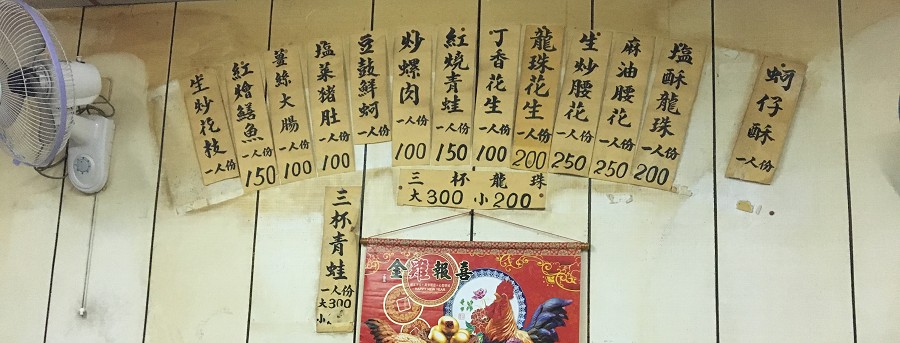 塩酥龍珠 一人份 200
麻油腰花 一人份 250
生炒腰花 一人份 250
龍珠花生 一人份 200
丁香花生 一人份 100
紅燒青蛙 一人份 150
炒螺肉 一人份 100
豆鼓鮮蚵 一人份
塩菜猪肚 一人份 100
薑絲大腸 一人份 100
紅燴鱔魚 一人份 150
生炒花枝 一人份
蚵仔酥 一人份
三杯龍珠
大300 小200
三杯青蛙 一人份
大300
小
金雞報喜
HAPPY NEW YEAR